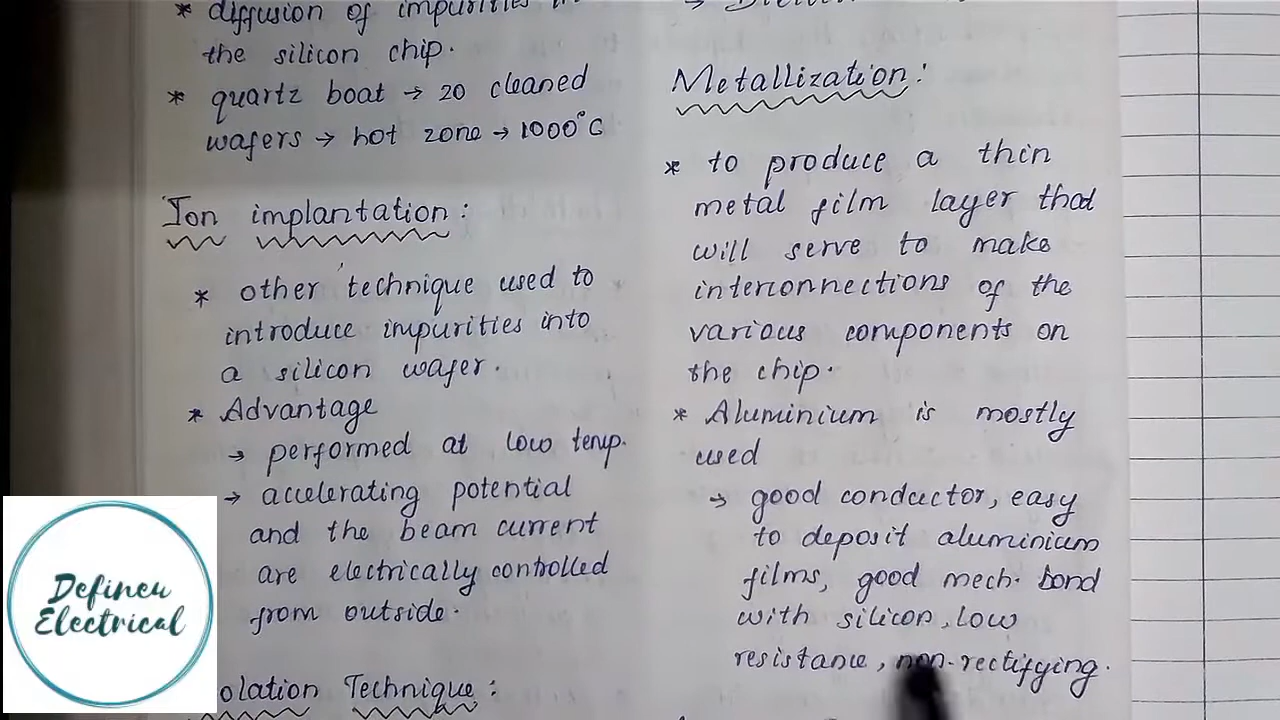 * diffusion of impurities in
the silicon chip.
* quartz boat → 20 cleaned
wafers → hot zone → 1000°C
Ion implantation:
* other technique used to
introduce impurities into
a silicon wafer.
* Advantage
→ performed at low temp.
→ accelerating potential
and the beam current
are electrically controlled
from outside.
olation Technique:
Metallization:
* to produce a thin
metal film layer that
will serve to make
interconnections of the
various components on
the chip.
* Aluminium is mostly
used
→ good conductor, easy
to deposit aluminium
films, good mech. bond
with silicon, low
resistance, non-rectifying.
Defineu
Electrical